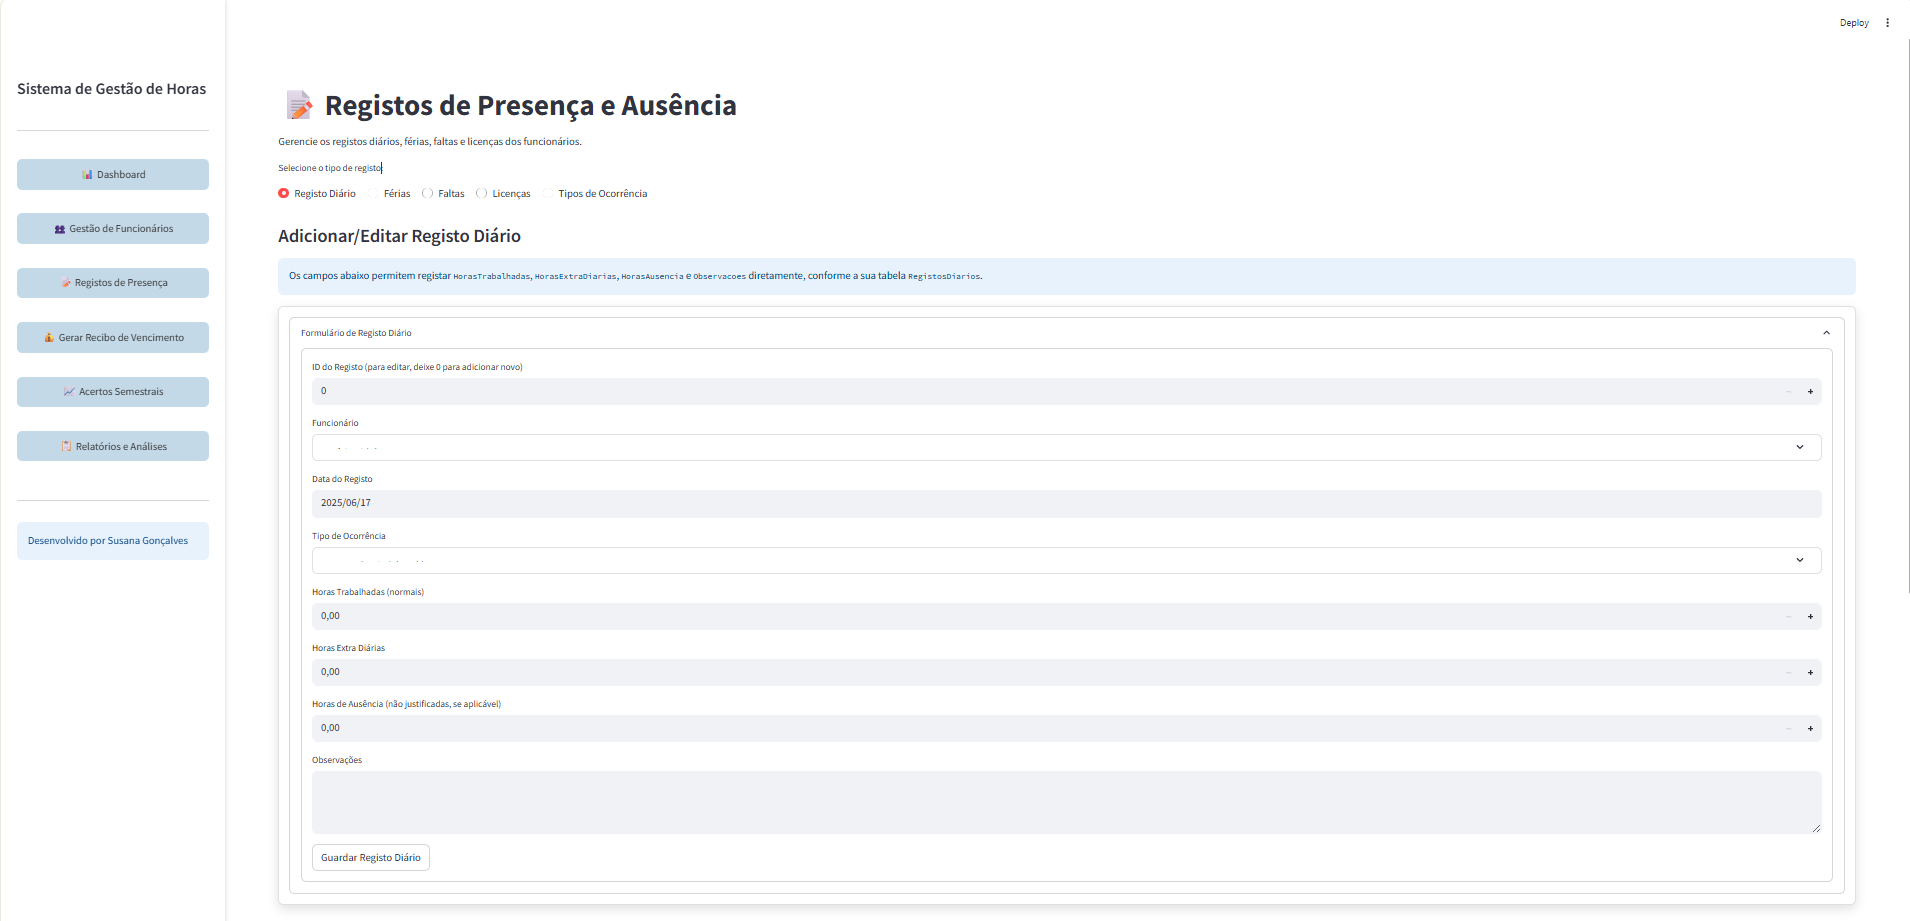 Deploy
Sistema de Gestão de Horas
Dashboard
Gestão de Funcionários
Registos de Presença
Gerar Recibo de Vencimento
Acertos Semestrais
Relatórios e Análises
Desenvolvido por Susana Gonçalves
Registos de Presença e Ausência
Gerencie os registos diários, férias, faltas e licenças dos funcionários.
Selecione o tipo de registo:
Registo Diário Férias Faltas Licenças Tipos de Ocorrência
Adicionar/Editar Registo Diário
Os campos abaixo permitem registar HorasTrabalhadas, HorasExtraDiarias, HorasAusencia e Observacoes diretamente, conforme a sua tabela RegistosDiarios.
Formulário de Registo Diário
ID do Registo (para editar, deixe 0 para adicionar novo)
0
Funcionário
Data do Registo
2025/06/17
Tipo de Ocorrência
Horas Trabalhadas (normais)
0,00
Horas Extra Diárias
0,00
Horas de Ausência (não justificadas, se aplicável)
0,00
Observações
Guardar Registo Diário